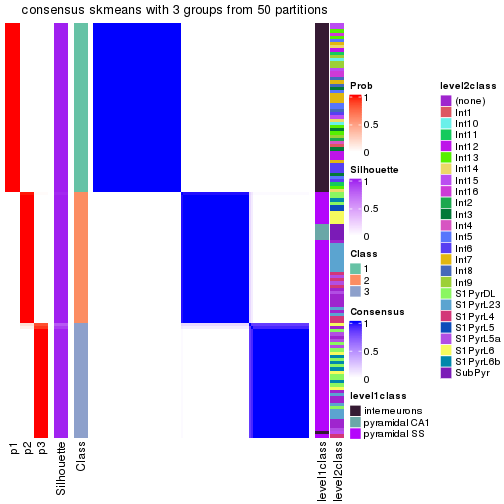 consensus skmeans with 3 groups from 50 partitions
Prob
1
0.5
0
Silhouette
1
0.5
0
Class
1
2
3
Consensus
1
0.5
0
level1class
interneurons
pyramidal CA1
pyramidal SS
level2class
(none)
Int1
Int10
Int11
Int12
Int13
Int14
Int15
Int16
Int2
Int3
Int4
Int5
Int6
Int7
Int8
Int9
S1PyrDL
S1PyrL23
S1PyrL4
S1PyrL5
S1PyrL5a
S1PyrL6
S1PyrL6b
SubPyr
p1
p2
p3
Silhouette
Class
level1class
level2class